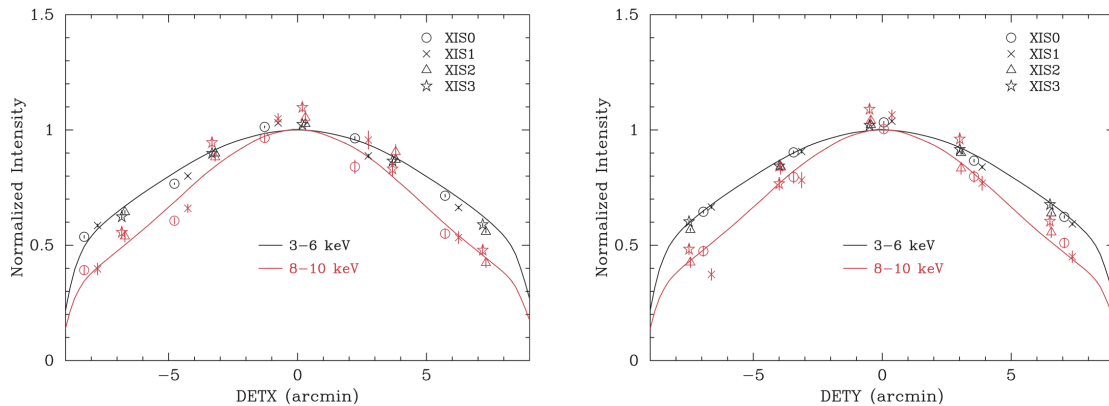 1.5
XIS0
XIS1
XIS2
XIS3
1
Normalized Intensity
0.5
3−6 keV
8−10 keV
0
−5
0
5
DETX (arcmin)
1.5
XIS0
XIS1
XIS2
XIS3
1
Normalized Intensity
0.5
3−6 keV
8−10 keV
0
−5
0
5
DETY (arcmin)